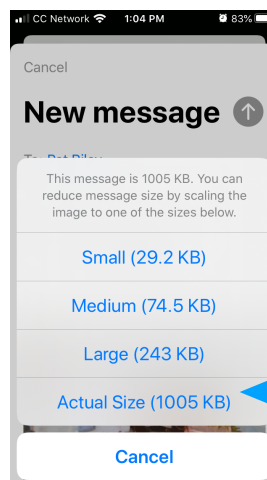 CC Network 1:04 PM 83%
Cancel
New message
To: Pat Riley
This message is 1005 KB. You can
reduce message size by scaling the
image to one of the sizes below.
Small (29.2 KB)
Medium (74.5 KB)
Large (243 KB)
Actual Size (1005 KB)
Cancel